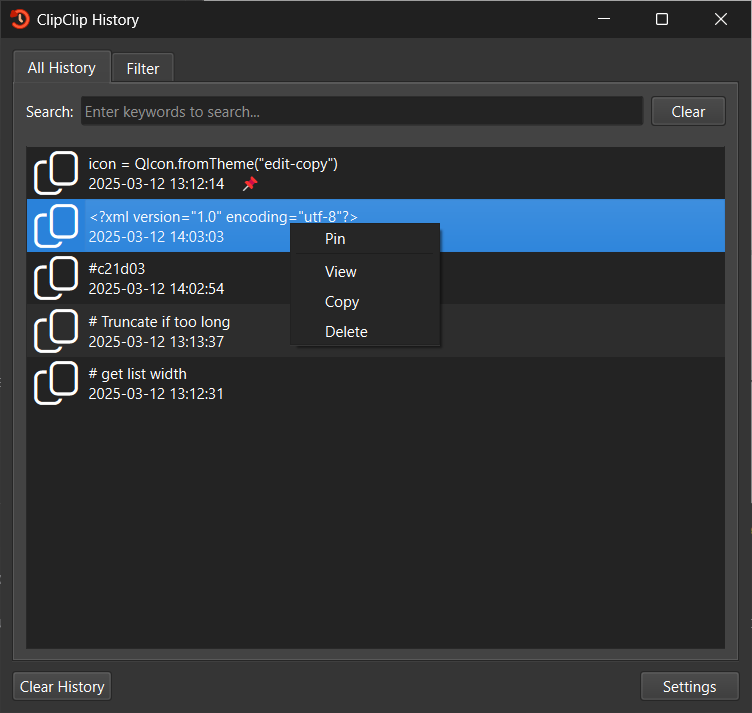 ClipClip History
All History
Filter
Search:
Enter keywords to search...
Clear
icon = QIcon.fromTheme("edit-copy")
2025-03-12 13:12:14
<?xml version="1.0" encoding="utf-8"?>
2025-03-12 14:03:03
Pin
#c21d03
View
2025-03-12 14:02:54
Copy
# Truncate if too long
Delete
2025-03-12 13:13:37
# get list width
2025-03-12 13:12:31
Clear History
Settings